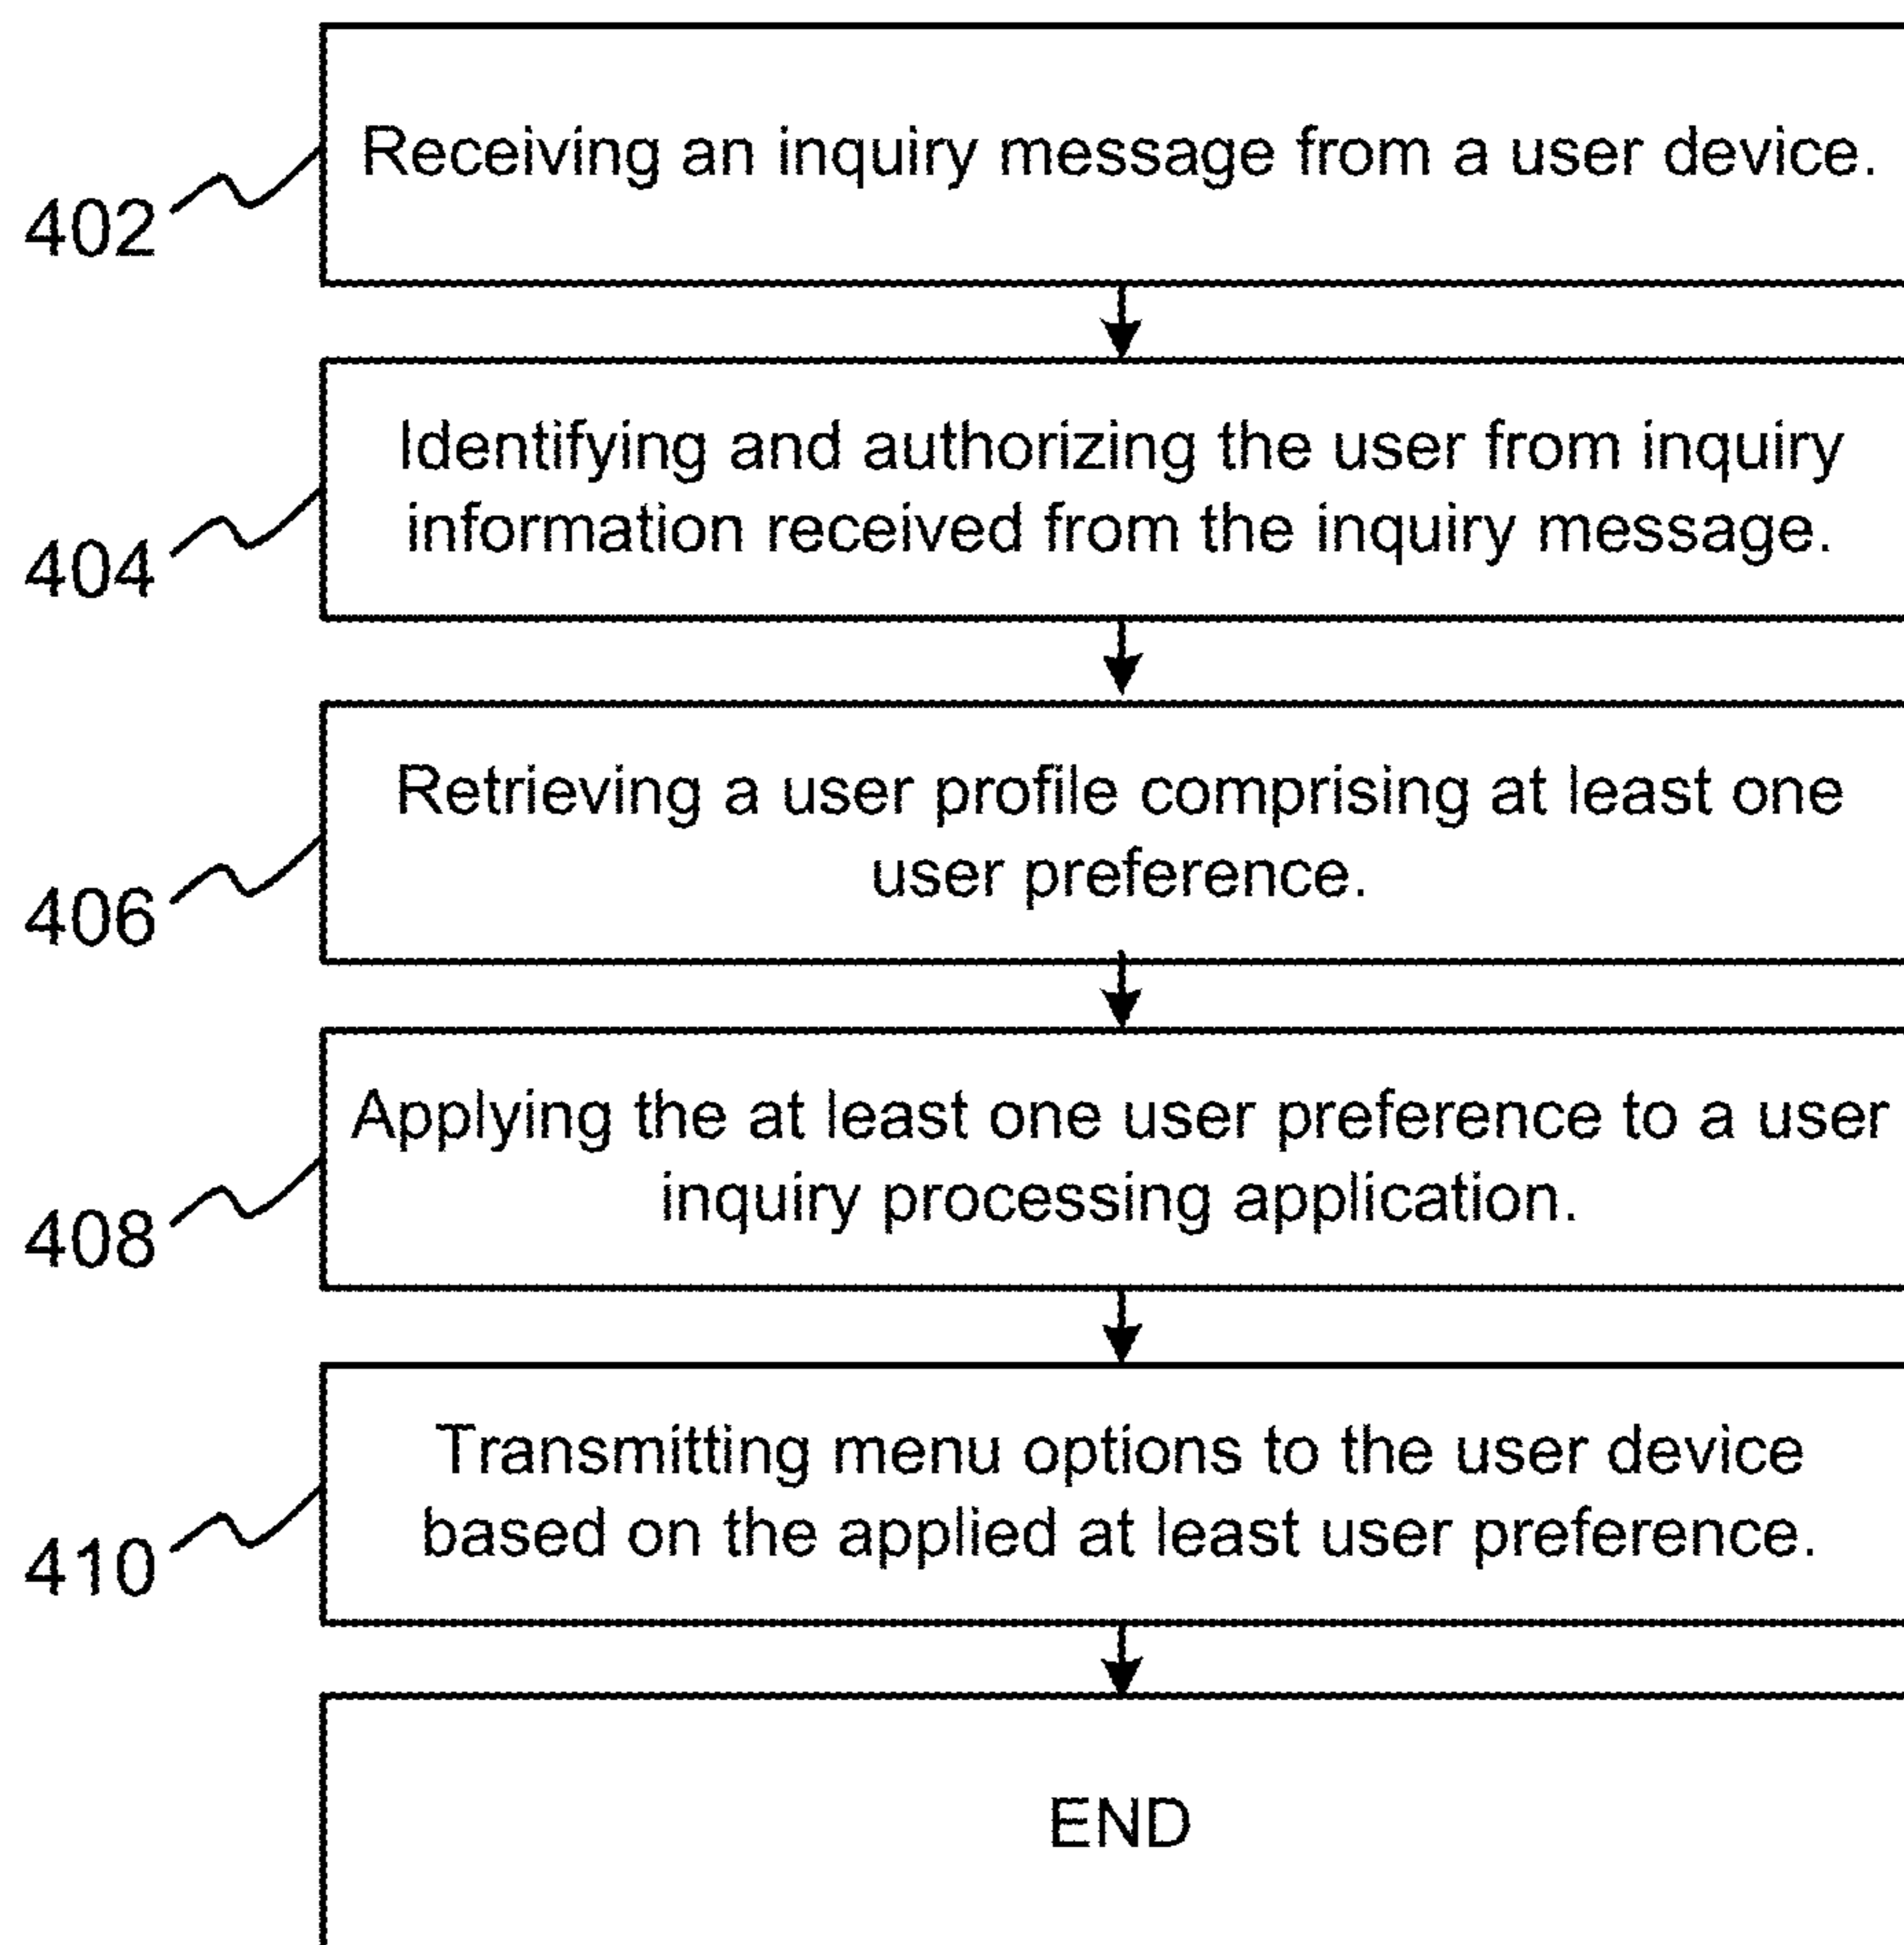 Receiving an inquiry message from a user device.
402
Identifying and authorizing the user from inquiry
information received from the inquiry message.
404
Retrieving a user profile comprising at least one
user preference.
406
Applying the at least one user preference to a user
inquiry processing application.
408
Transmitting menu options to the user device
based on the applied at least user preference.
410
END